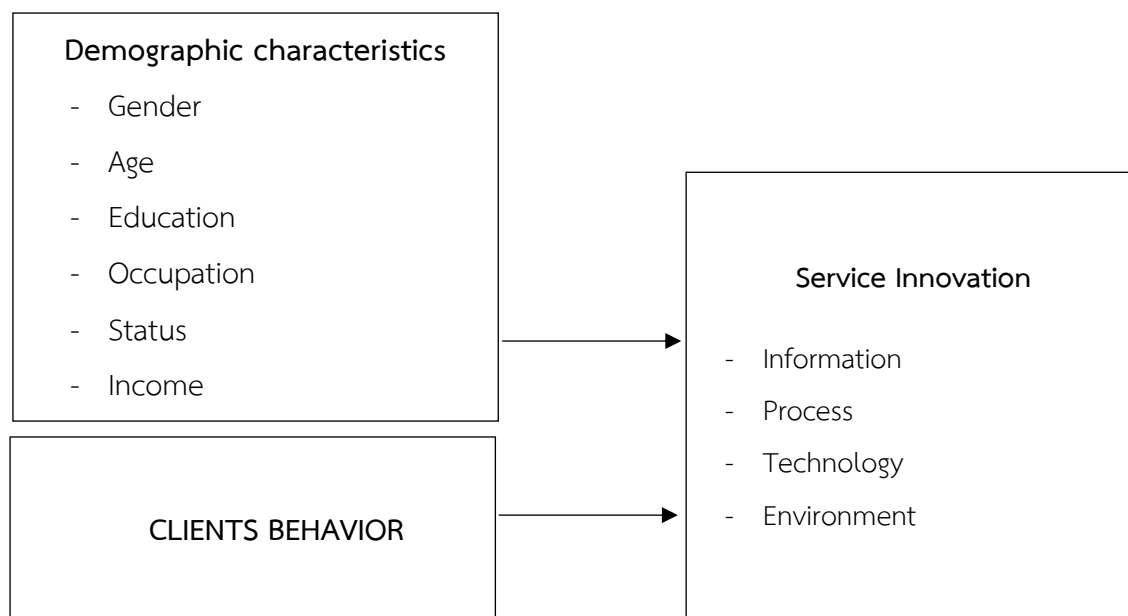 Demographic characteristics
- Gender
- Age
- Education
- Occupation
- Status
- Income
CLIENTS BEHAVIOR
Service Innovation
- Information
- Process
- Technology
- Environment